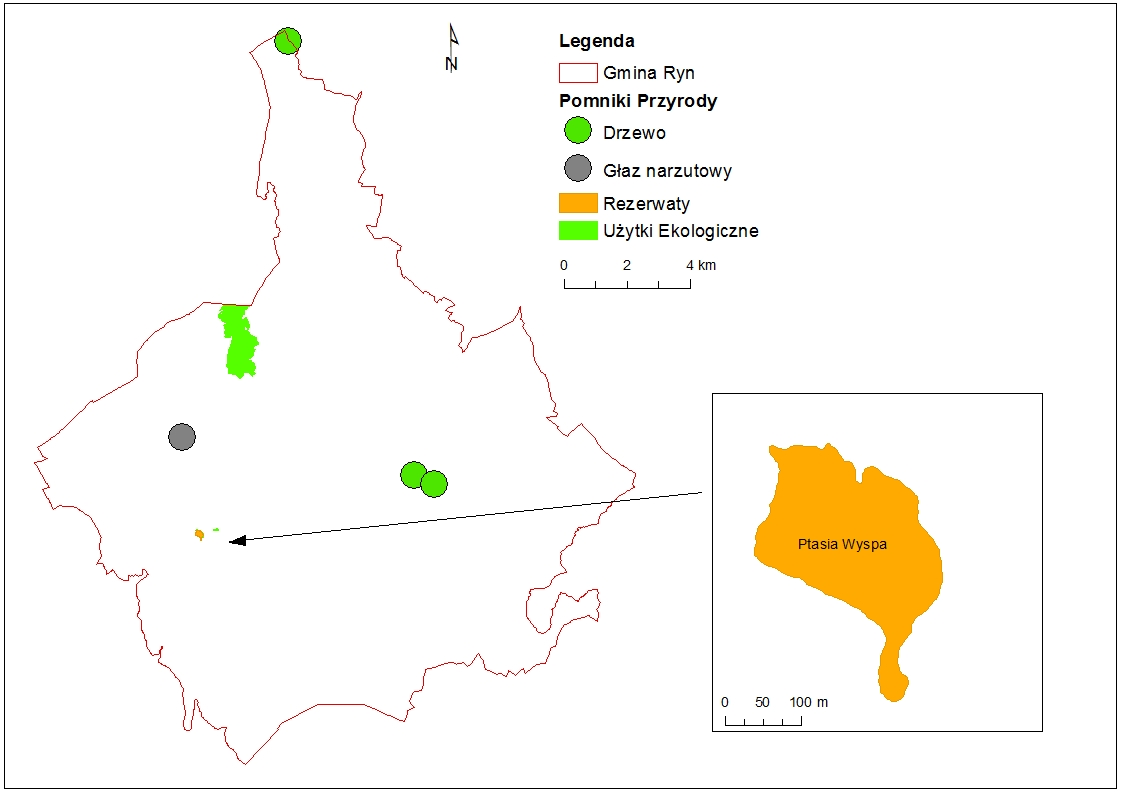 N
Legenda
Gmina Ryn
Pomniki Przyrody
Drzewo
Głaz narzutowy
Rezerwaty
Użytki Ekologiczne
0 2 4 km
Ptasia Wyspa
0 50 100 m